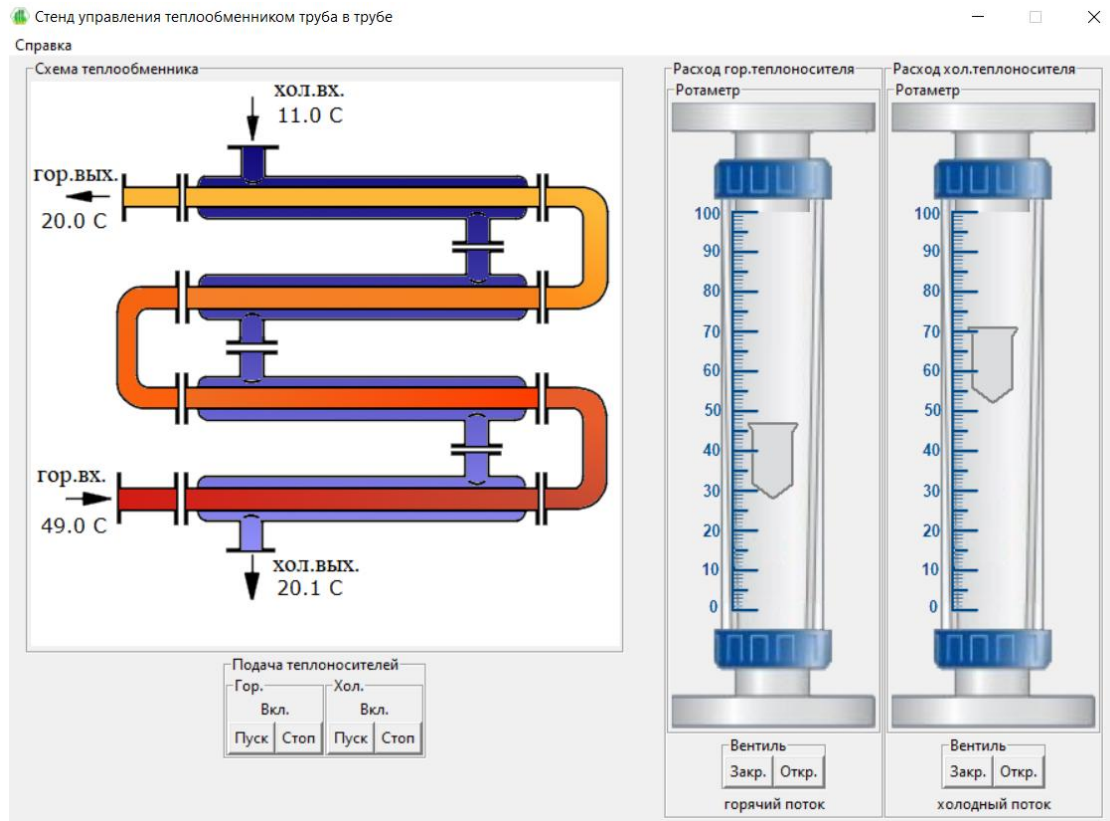 Стенд управления теплообменником труба в трубе
Справка
Схема теплообменника
хол.вх.
11.0 С
гор.вых.
20.0 С
гор.вх.
49.0 С
хол.вых.
20.1 С
Подача теплоносителей
Гор.
Вкл.
Пуск Стоп
Хол.
Вкл.
Пуск Стоп
Расход гор.теплоносителя
Ротаметр
100
90
80
70
60
50
40
30
20
10
0
Вентиль
Закр. Откр.
горячий поток
Расход хол.теплоносителя
Ротаметр
100
90
80
70
60
50
40
30
20
10
0
Вентиль
Закр. Откр.
холодный поток